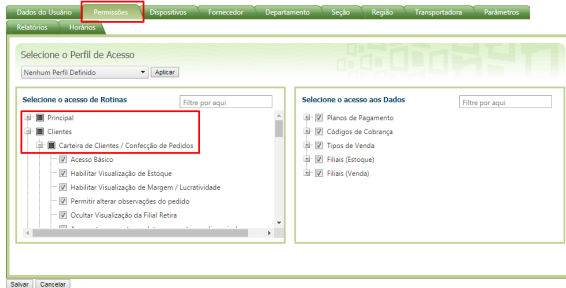 Dados do Usuário Permissões Dispositivos Fornecedor Departamento Seção Região Transportadora Parâmetros
Relatórios Horários
Selecione o Perfil de Acesso
Nenhum Perfil Definido Aplicar
Selecione o acesso de Rotinas Filtre por aqui
Principal
Clientes
Carteira de Clientes / Confecção de Pedidos
Acesso Básico
Habilitar Visualização de Estoque
Habilitar Visualização de Margem / Lucratividade
Permitir alterar observações do pedido
Ocultar Visualização da Filial Retira
Selecione o acesso aos Dados Filtre por aqui
Planos de Pagamento
Códigos de Cobrança
Tipos de Venda
Filiais (Estoque)
Filiais (Venda)
Salvar Cancelar